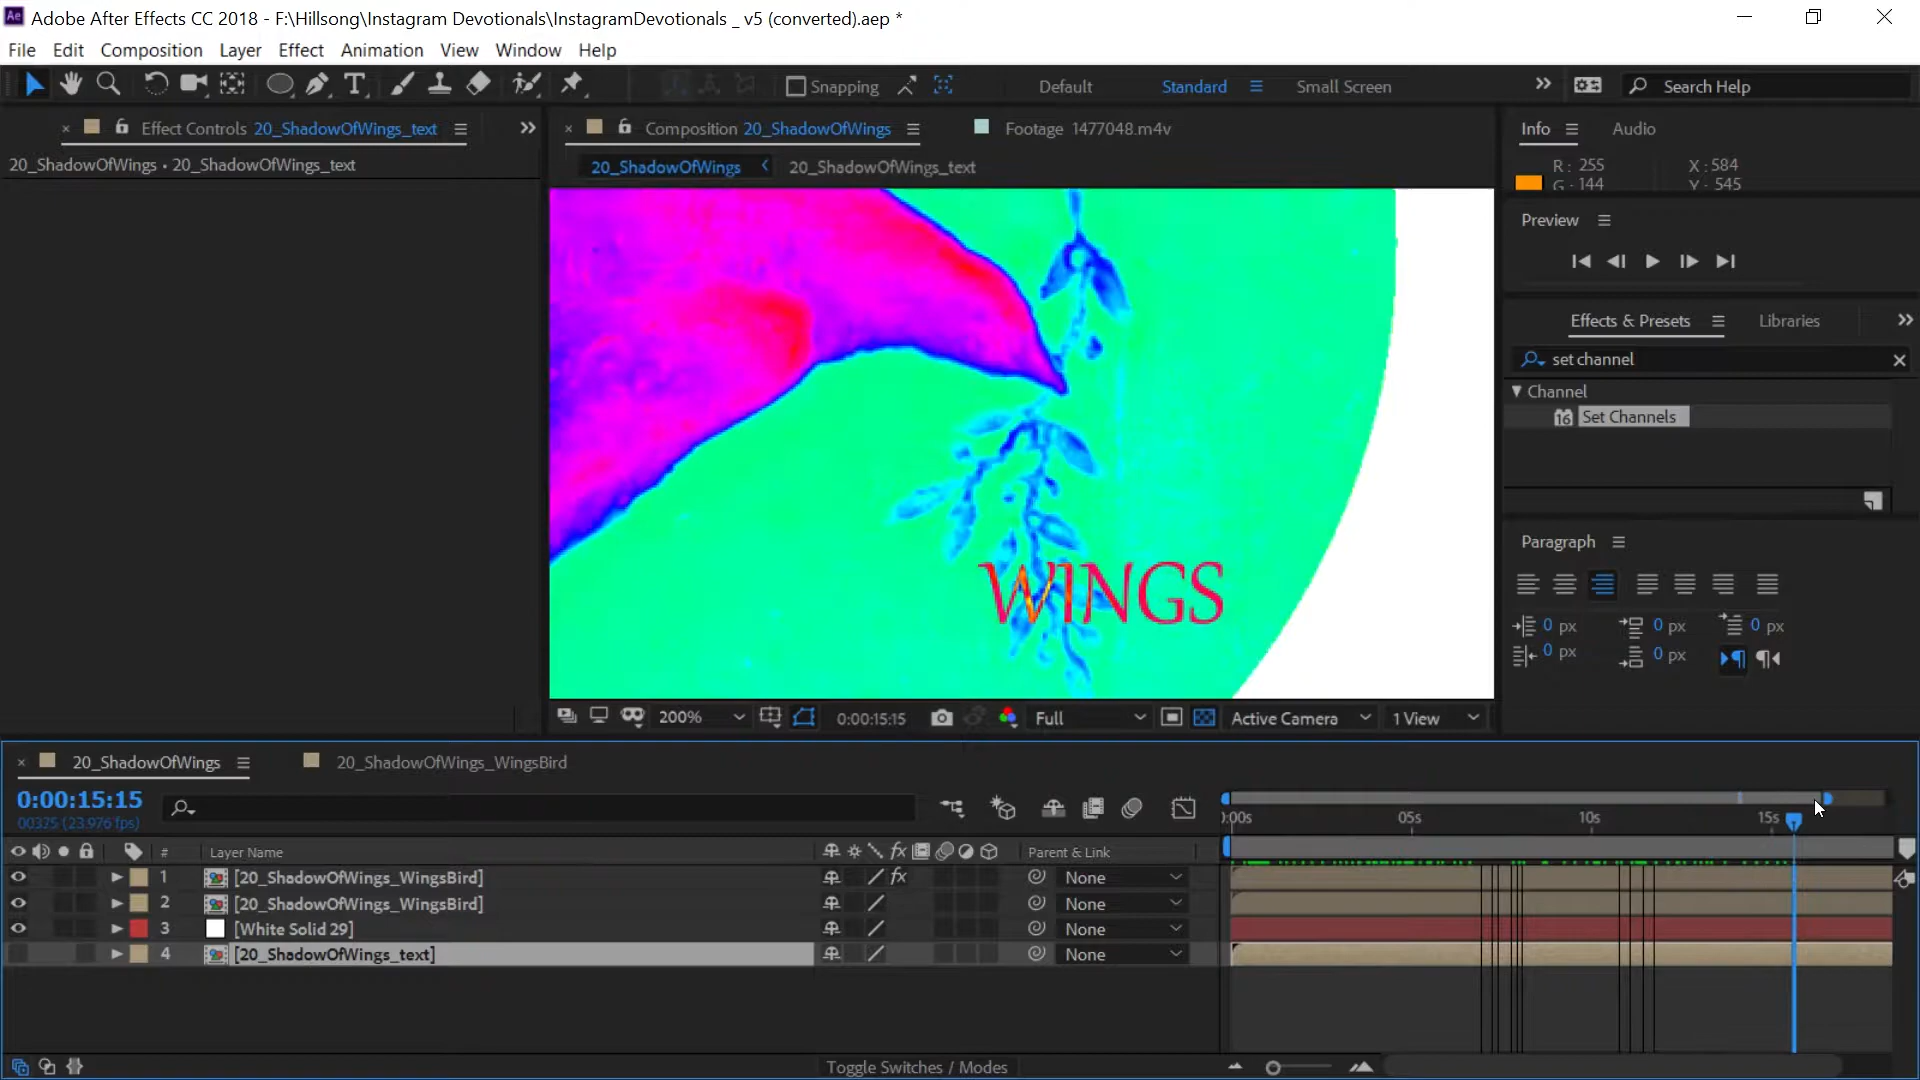 Ae Adobe After Effects CC 2018 - F:\Hillsong\Instagram Devotionals\InstagramDevotionals _ v5 (converted).aep *
File Edit Composition Layer Effect Animation View Window Help
Snapping Default Standard Small Screen Search Help
Effect Controls 20_ShadowOfWings_text Composition 20_ShadowOfWings Footage 1477048.m4v Info Audio
20_ShadowOfWings • 20_ShadowOfWings_text 20_ShadowOfWings 20_ShadowOfWings_text R: 255 X: 584
G: 144 Y: 545
Preview
Effects & Presets Libraries
set channel
Channel
16 Set Channels
Paragraph
WINGS
0 px 0 px 0 px
0 px 0 px
200% 0:00:15:15 Full Active Camera 1 View
20_ShadowOfWings 20_ShadowOfWings_WingsBird
0:00:15:15
00375 (23.976 fps) 0:00s 05s 10s 15s
# Layer Name fx Parent & Link
1 [20_ShadowOfWings_WingsBird] fx None
2 [20_ShadowOfWings_WingsBird] None
3 [White Solid 29] None
4 [20_ShadowOfWings_text] None
Toggle Switches / Modes